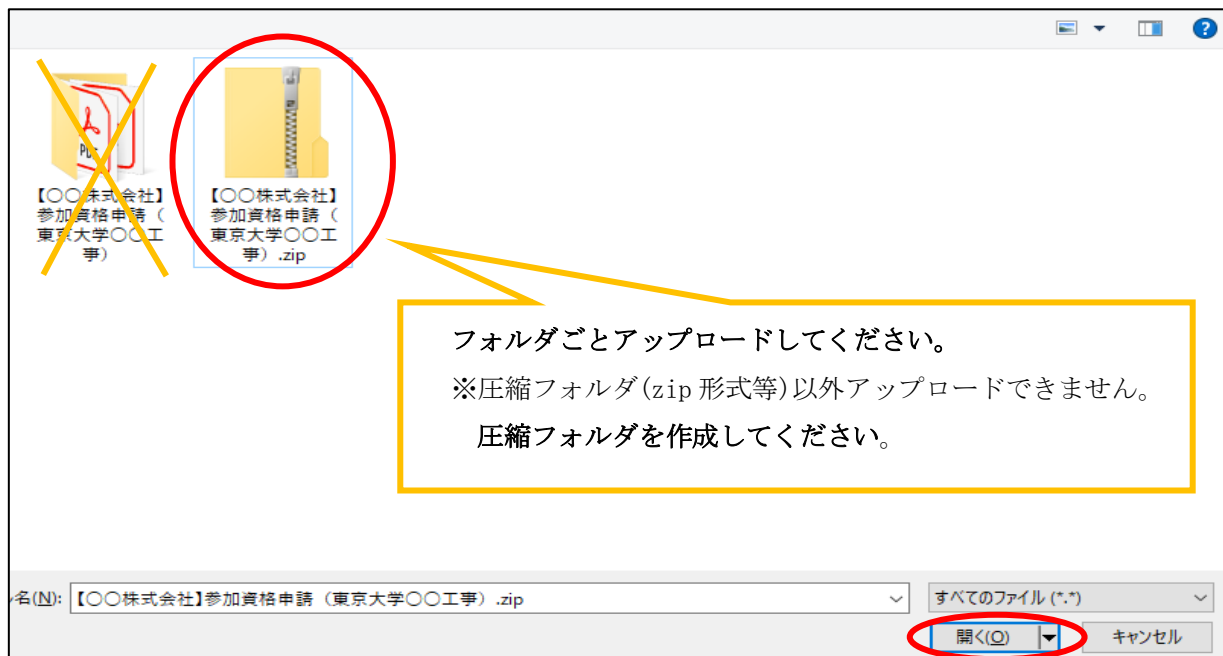 PDF
【〇〇株式会社】
参加資格申請（
東京大学〇〇工
事）
【〇〇株式会社】
参加資格申請（
東京大学〇〇工
事）.zip
フォルダごとアップロードしてください。
※圧縮フォルダ(zip 形式等)以外アップロードできません。
圧縮フォルダを作成してください。
ル名(N): 【〇〇株式会社】参加資格申請（東京大学〇〇工事）.zip
すべてのファイル (*.*)
開く(O)
キャンセル